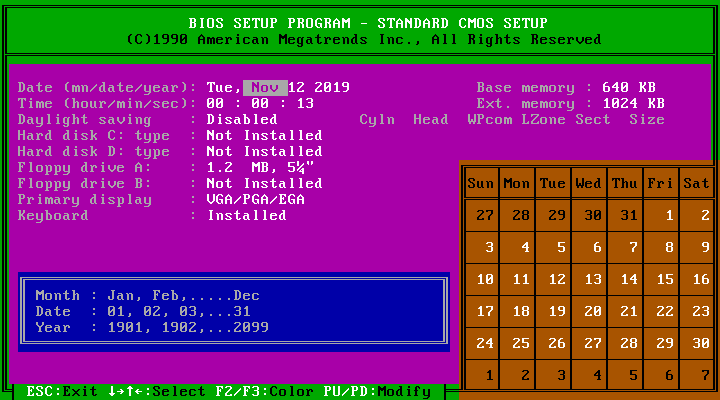 BIOS SETUP PROGRAM - STANDARD CMOS SETUP
(C)1990 American Megatrends Inc., All Rights Reserved
Date (mn/date/year): Tue, Nov 12 2019 Base memory : 640 KB
Time (hour/min/sec): 00 : 00 : 13 Ext. memory : 1024 KB
Daylight saving : Disabled Cyln Head WPcom LZone Sect Size
Hard disk C: type : Not Installed
Hard disk D: type : Not Installed
Floppy drive A: : 1.2 MB, 5¼"
Floppy drive B: : Not Installed
Primary display : VGA/PGA/EGA
Keyboard : Installed
Sun Mon Tue Wed Thu Fri Sat
27 28 29 30 31 1 2
3 4 5 6 7 8 9
10 11 12 13 14 15 16
17 18 19 20 21 22 23
24 25 26 27 28 29 30
1 2 3 4 5 6 7
Month : Jan, Feb,.....Dec
Date : 01, 02, 03,...31
Year : 1901, 1902,...2099
ESC:Exit ↓→↑←:Select F2/F3:Color PU/PD:Modify